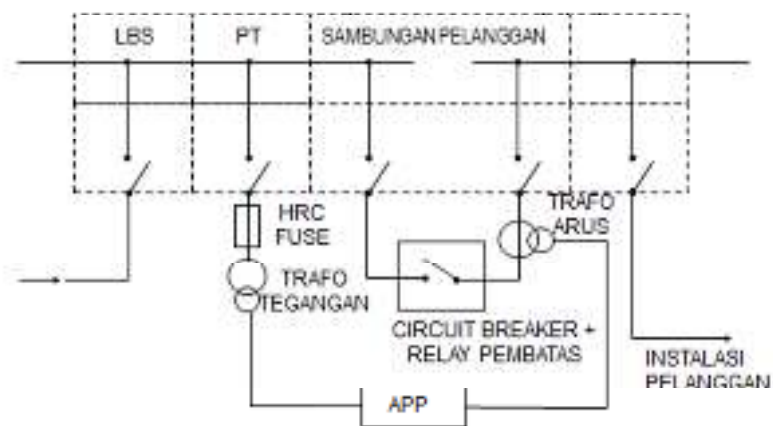 LBS
PT
SAMBUNGAN PELANGGAN
HRC
FUSE
TRAFO
TEGANGAN
TRAFO
ARUS
CIRCUIT BREAKER +
RELAY PEMBATAS
INSTALASI
PELANGGAN
APP